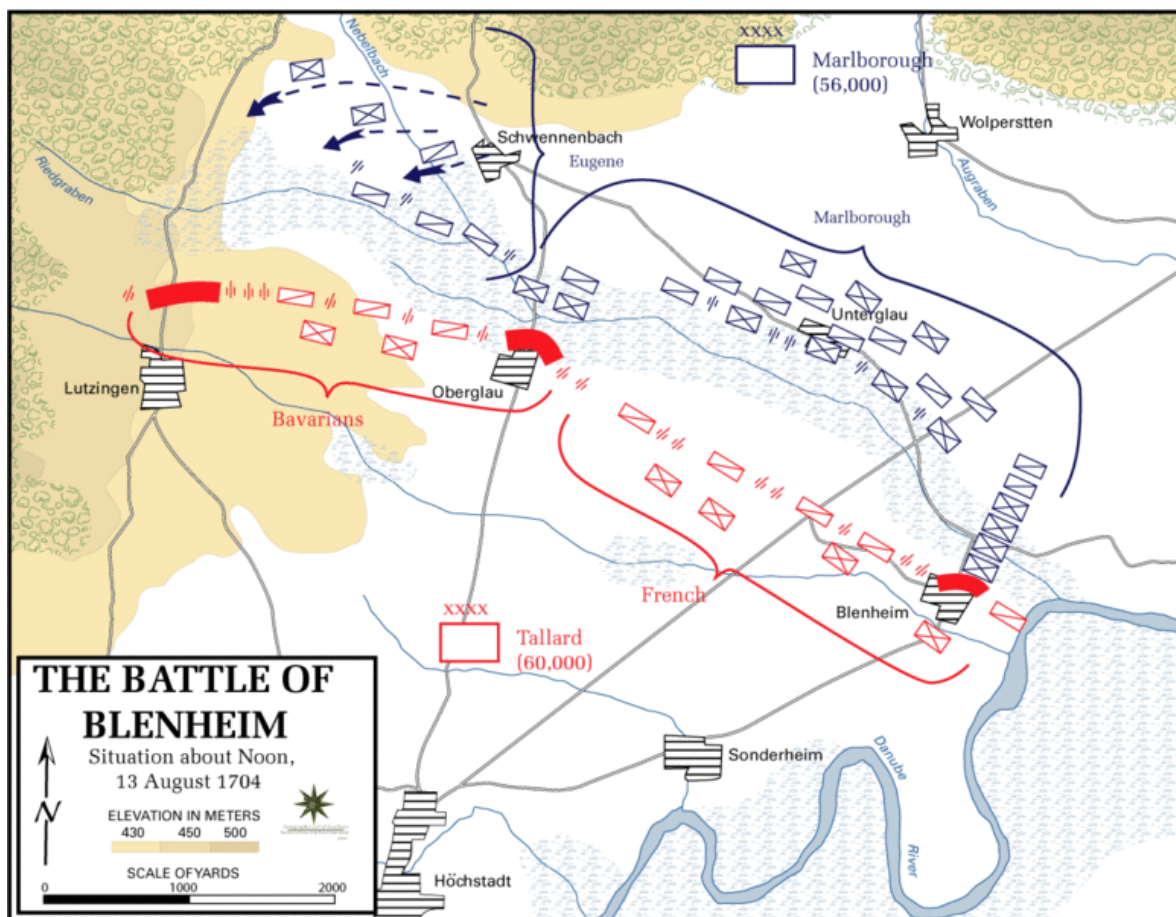 xxxx
Marlborough
(56,000)
Nebelbach
Schwennenbach
Wolperstten
Eugene
Augraben
Riedgraben
Marlborough
Unterglau
Lutzingen
Oberglau
Bavarians
French
Blenheim
xxxx
Tallard
(60,000)
Sonderheim
Danube
River
Höchstadt
THE BATTLE OF
BLENHEIM
Situation about Noon,
13 August 1704
N
ELEVATION IN METERS
430 450 500
SCALE OF YARDS
0 1000 2000